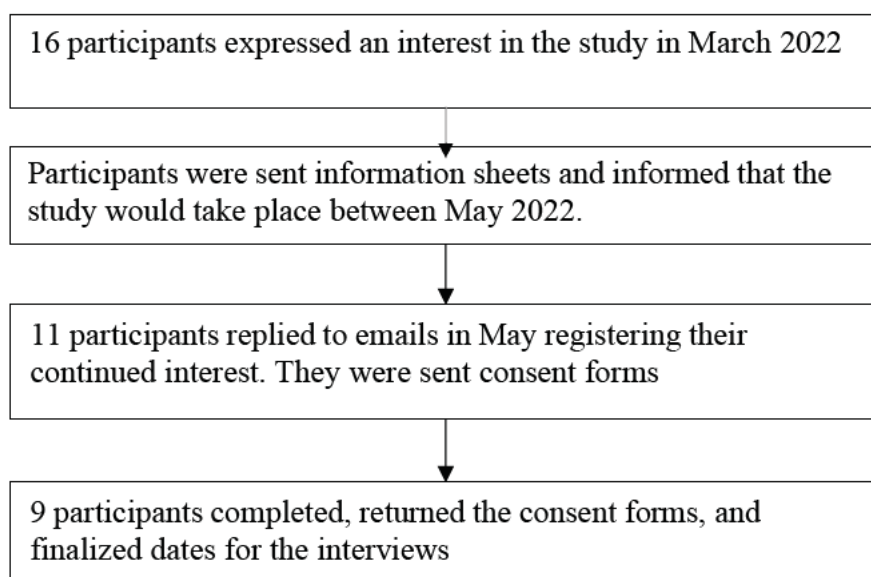 16 participants expressed an interest in the study in March 2022
Participants were sent information sheets and informed that the
study would take place between May 2022.
11 participants replied to emails in May registering their
continued interest. They were sent consent forms
9 participants completed, returned the consent forms, and
finalized dates for the interviews